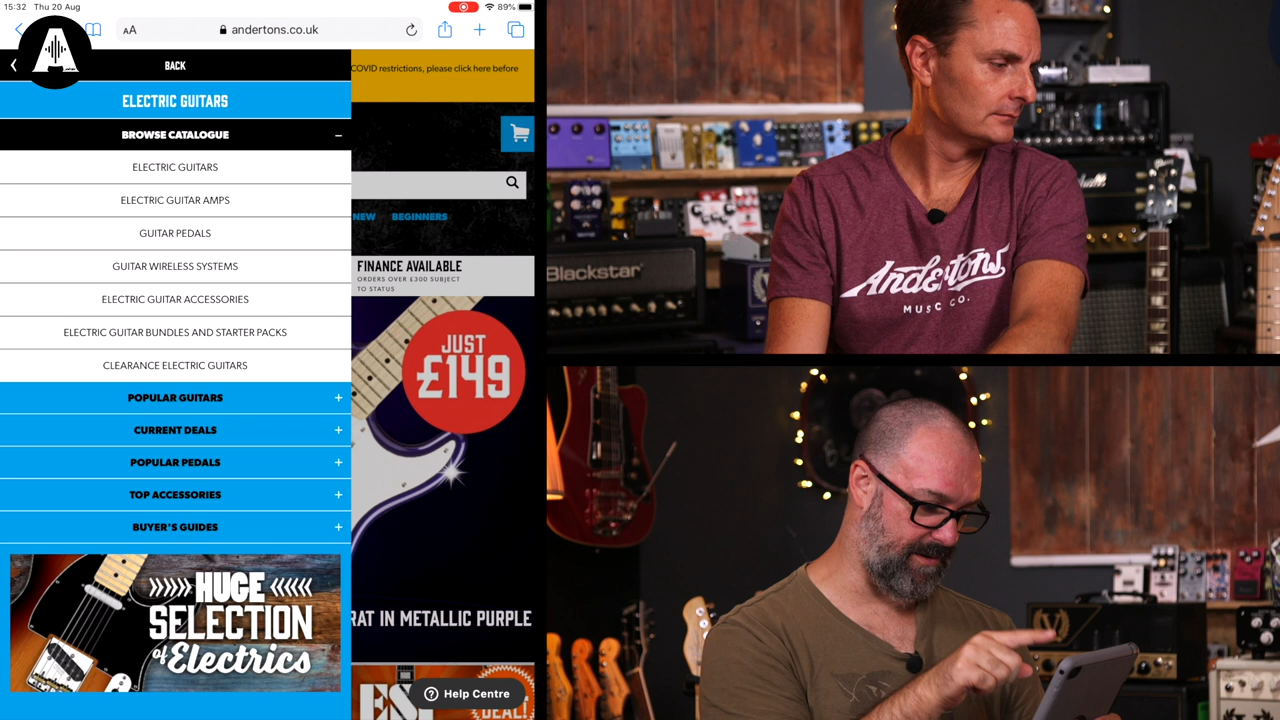 15:32 Thu 20 Aug
89%
AA
andertons.co.uk
A
BACK
COVID restrictions, please click here before
ELECTRIC GUITARS
BROWSE CATALOGUE
ELECTRIC GUITARS
ELECTRIC GUITAR AMPS
GUITAR PEDALS
GUITAR WIRELESS SYSTEMS
ELECTRIC GUITAR ACCESSORIES
ELECTRIC GUITAR BUNDLES AND STARTER PACKS
CLEARANCE ELECTRIC GUITARS
POPULAR GUITARS
CURRENT DEALS
POPULAR PEDALS
TOP ACCESSORIES
BUYER'S GUIDES
HUGE
SELECTION
of Electrics
NEW BEGINNERS
FINANCE AVAILABLE
ORDERS OVER £300 SUBJECT
TO STATUS
JUST
£149
RAT IN METALLIC PURPLE
DEAL!
Help Centre
Blackstar
Andertons
MUSIC CO.